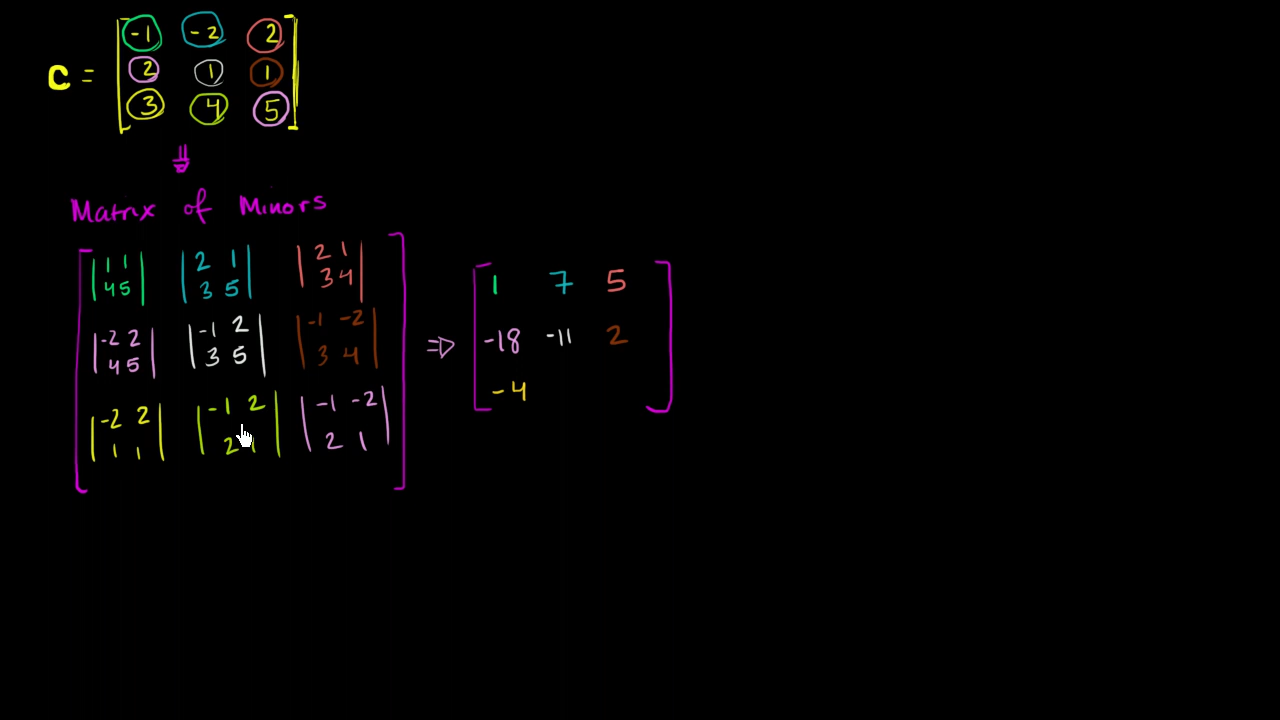 -1 -2 2
C = 2 1 1
3 4 5
⇓
Matrix of Minors
|1 1| |2 1| |2 1|
|4 5| |3 5| |3 4| 1 7 5
|-2 2| |-1 2| |-1 -2|
|4 5| |3 5| |3 4| ⇒ -18 -11 2
|-2 2| |-1 2| |-1 -2| -4
|1 1| |2 1| |2 1|